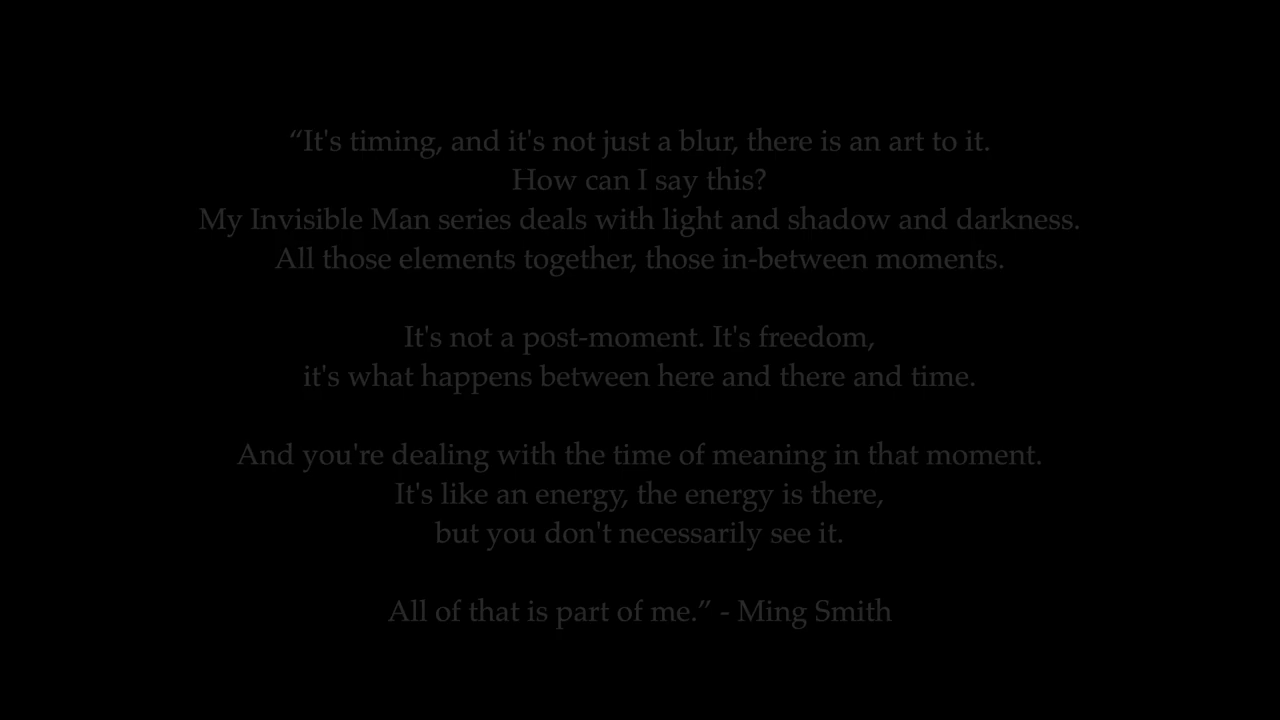 “It's timing, and it's not just a blur, there is an art to it.
How can I say this?
My Invisible Man series deals with light and shadow and darkness.
All those elements together, those in-between moments.
It's not a post-moment. It's freedom,
it's what happens between here and there and time.
And you're dealing with the time of meaning in that moment.
It's like an energy, the energy is there,
but you don't necessarily see it.
All of that is part of me.” - Ming Smith